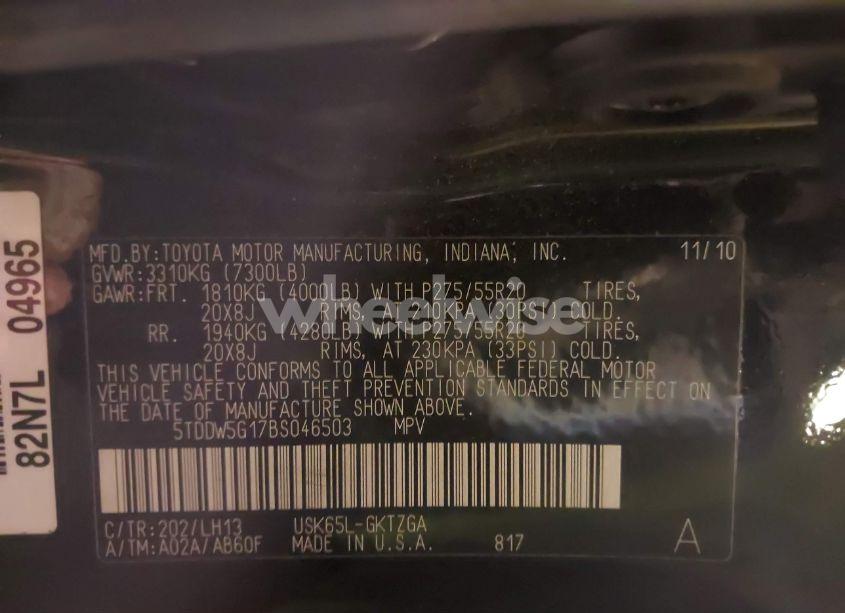 MFD.BY:TOYOTA MOTOR MANUFACTURING, INDIANA, INC. 11/10
GVWR:3310KG (7300LB)
GAWR:FRT. 1810KG (4000LB) WITH P275/55R20 TIRES,
20X8J RIMS, AT KPA PSI) COLD.
RR. 1940KG (4280LB) WITH P275/55R20 TIRES,
20X8J RIMS, AT 230KPA (33PSI) COLD.
THIS VEHICLE CONFORMS TO ALL APPLICABLE FEDERAL MOTOR
VEHICLE SAFETY AND THEFT PREVENTION STANDARDS IN EFFECT ON
THE DATE OF MANUFACTURE SHOWN ABOVE.
5TDDW5G17BS046503 MPV
C/TR:202/LH13 USK65L-GKTZGA
A/TM:A02A/AB60F MADE IN U.S.A. 817 A
82N7L 04965
wheelwise